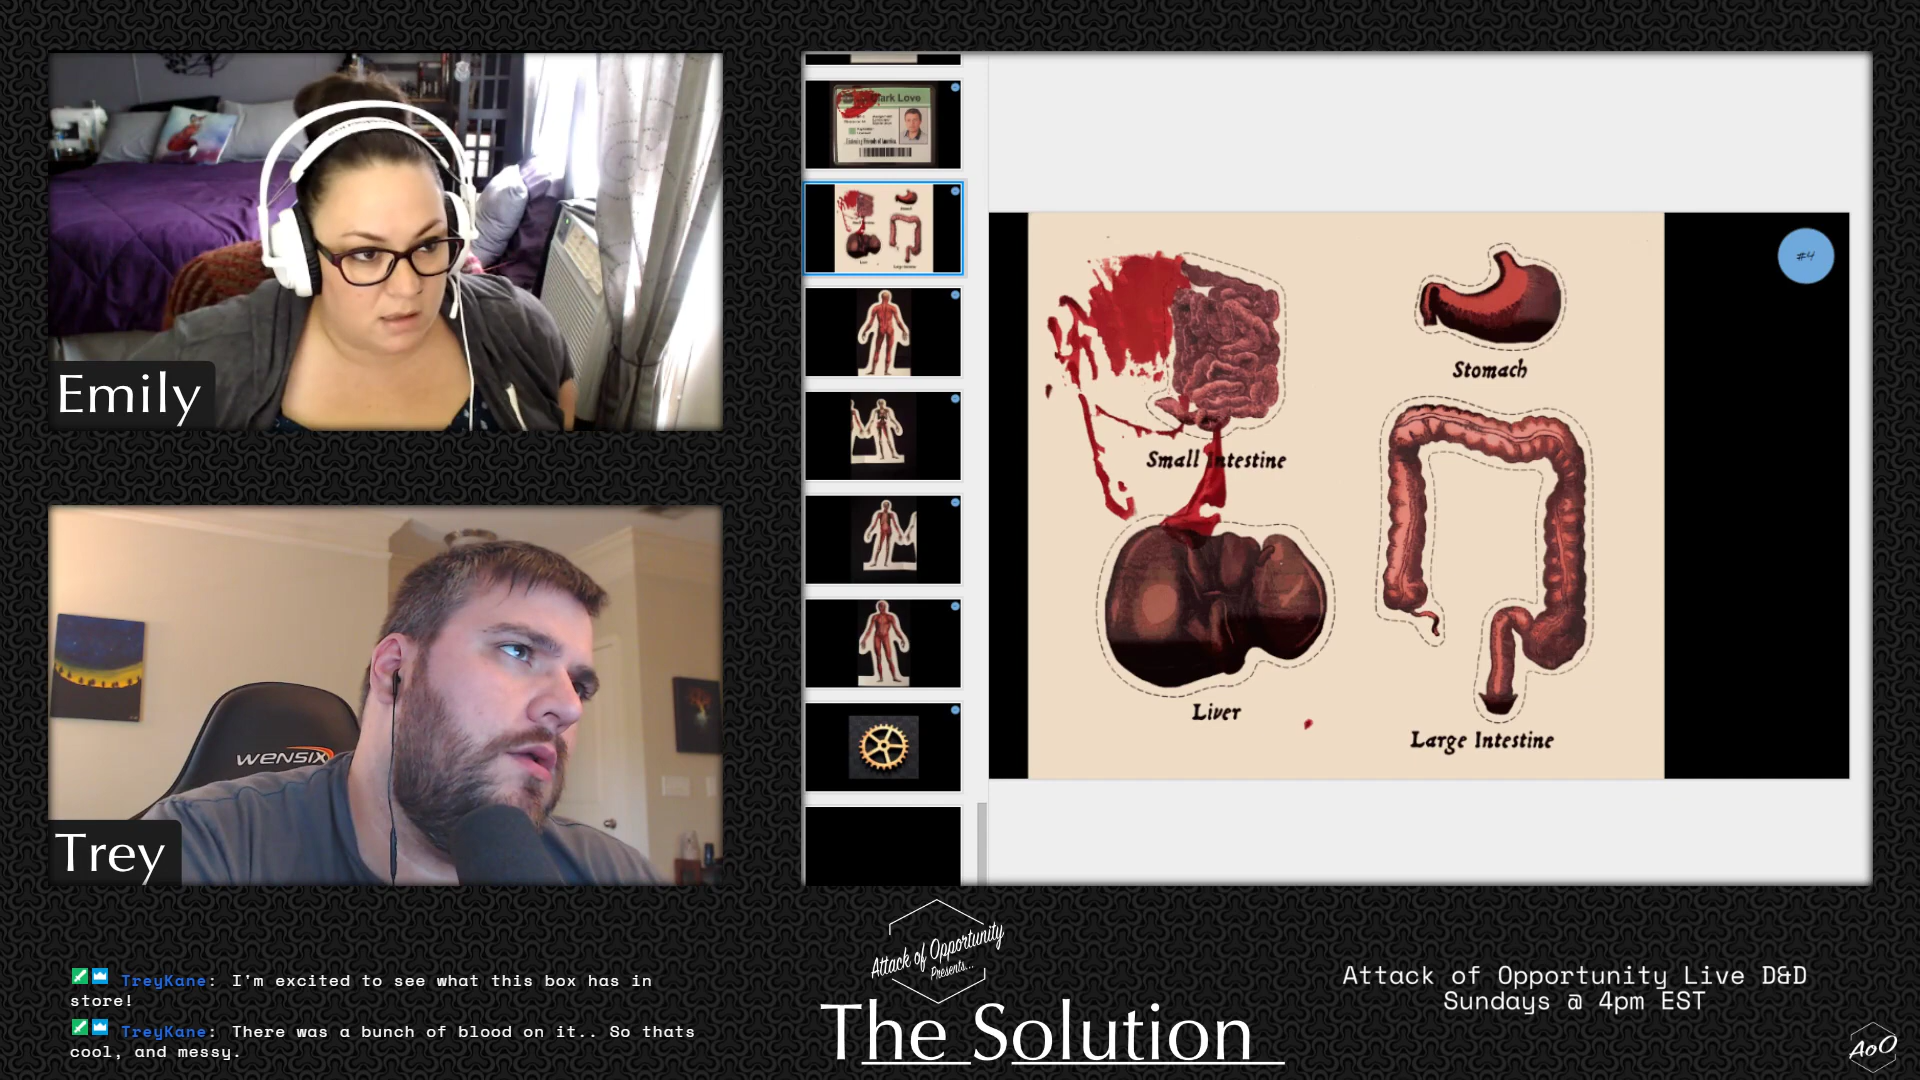 Emily
WENSIX
Trey
ark Love
#4
Small Intestine
Stomach
Liver
Large Intestine
TreyKane: I'm excited to see what this box has in
store!
TreyKane: There was a bunch of blood on it.. So thats
cool, and messy.
Attack of Opportunity
Presents...
The Solution
Attack of Opportunity Live D&D
Sundays @ 4pm EST
AoO